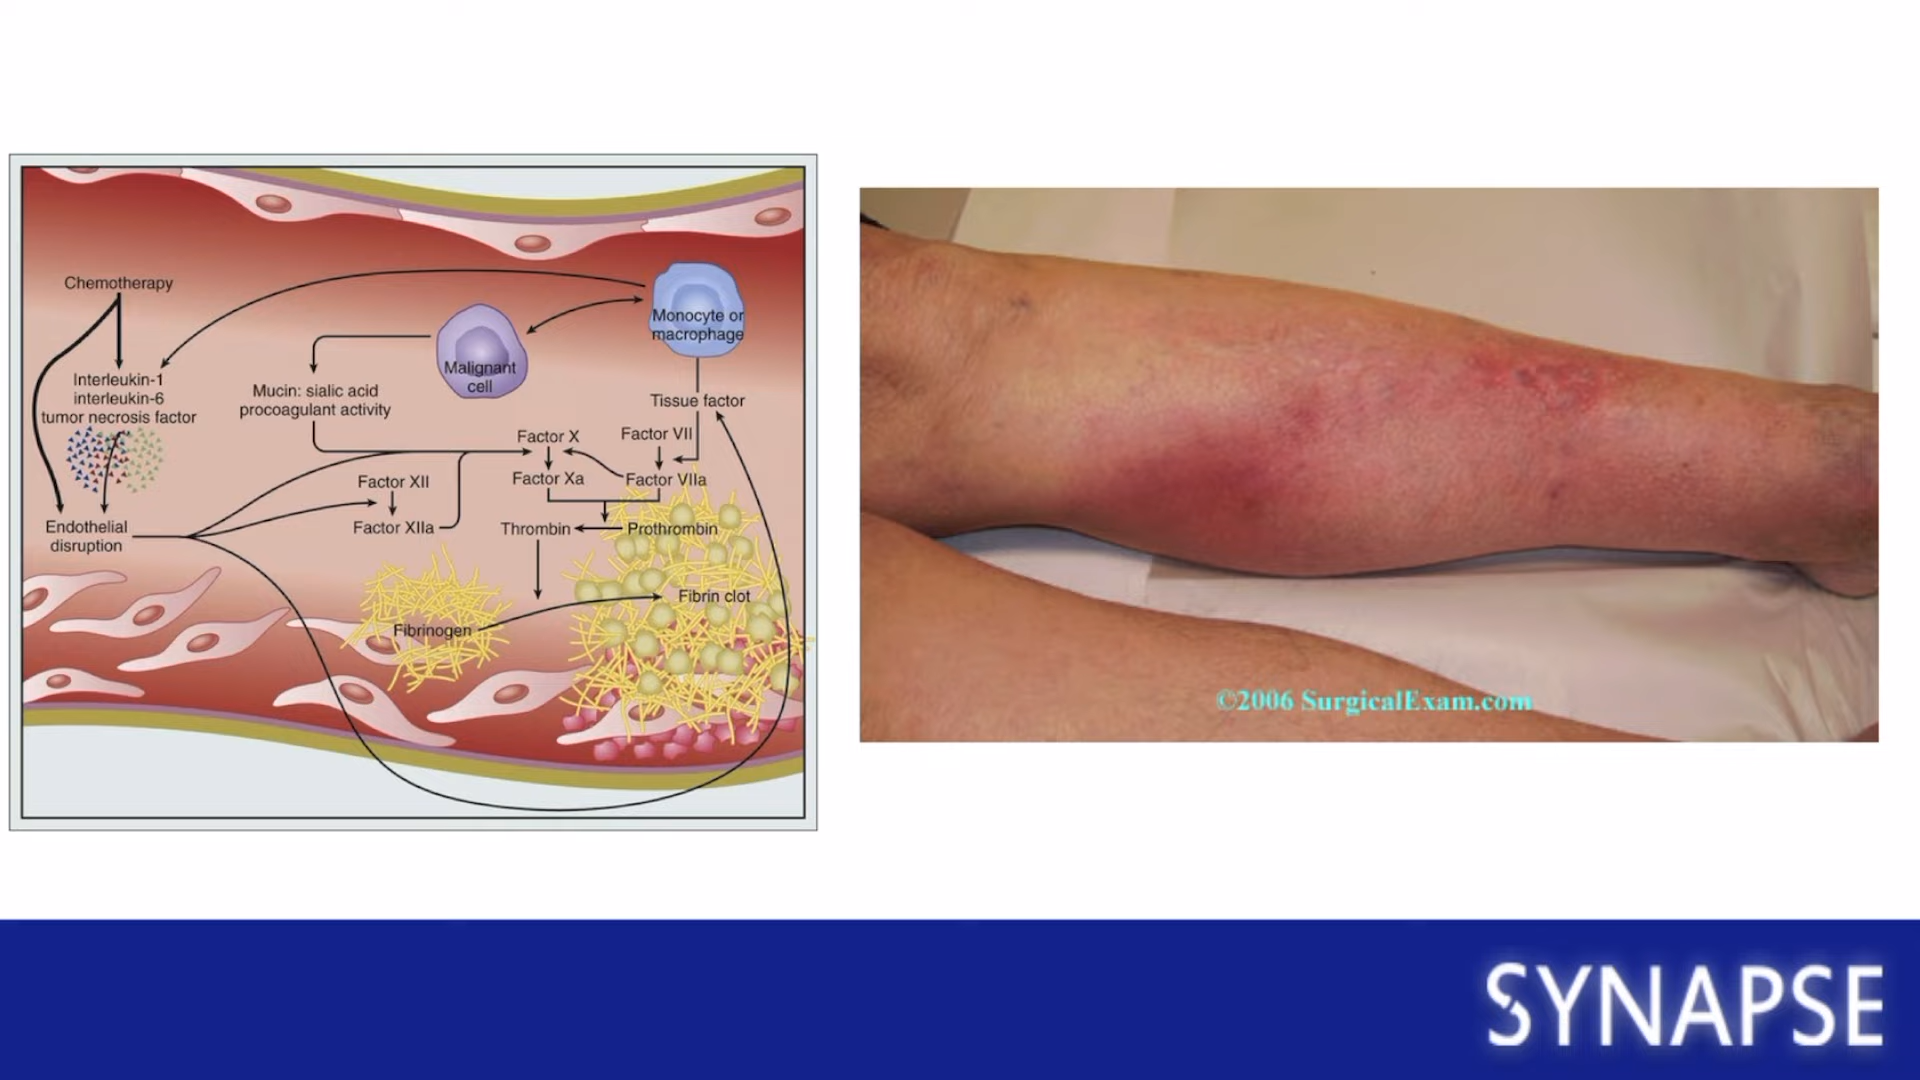 Chemotherapy
Interleukin-1
interleukin-6
tumor necrosis factor
Endothelial
disruption
Mucin: sialic acid
procoagulant activity
Malignant
cell
Monocyte or
macrophage
Tissue factor
Factor X
Factor VII
Factor XII
Factor Xa
Factor VIIa
Factor XIIa
Thrombin
Prothrombin
Fibrinogen
Fibrin clot
©2006 SurgicalExam.com
SYNAPSE